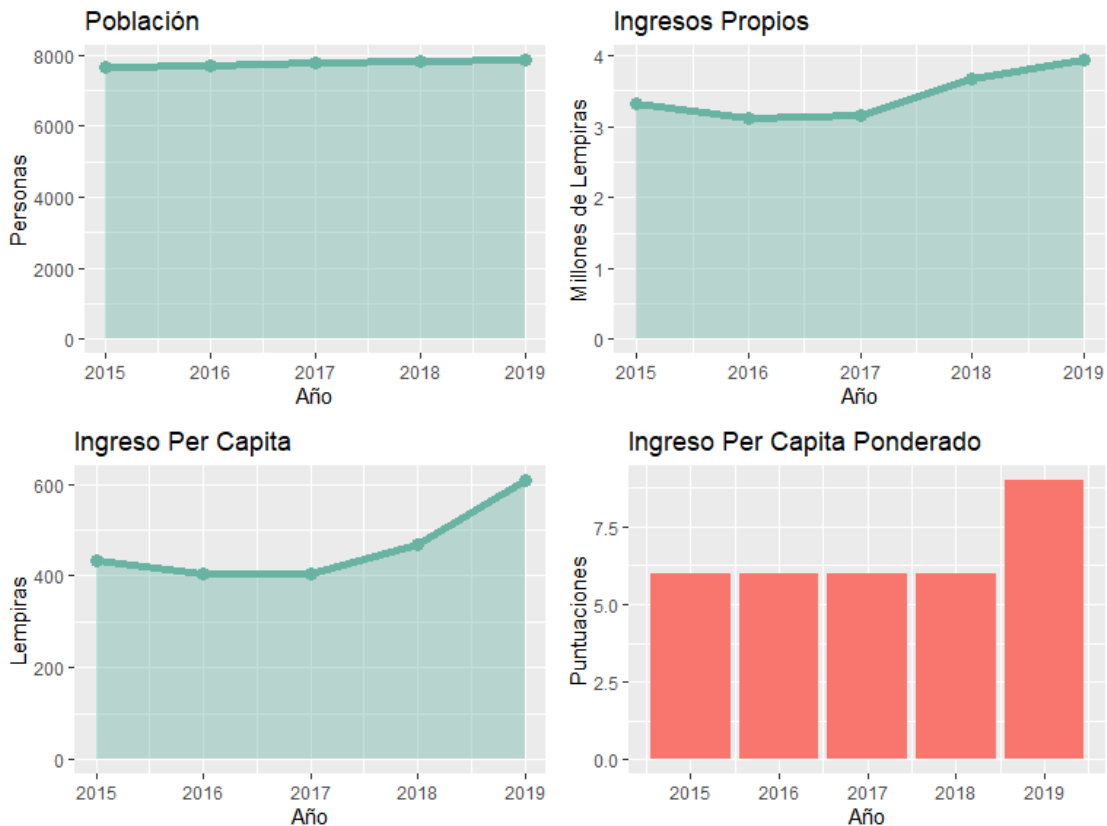 Población
Personas
8000
6000
4000
2000
0
2015 2016 2017 2018 2019
Año
Ingresos Propios
Millones de Lempiras
4
3
2
1
0
2015 2016 2017 2018 2019
Año
Ingreso Per Capita
Lempiras
600
400
200
0
2015 2016 2017 2018 2019
Año
Ingreso Per Capita Ponderado
Puntuaciones
7.5
5.0
2.5
0.0
2015 2016 2017 2018 2019
Año